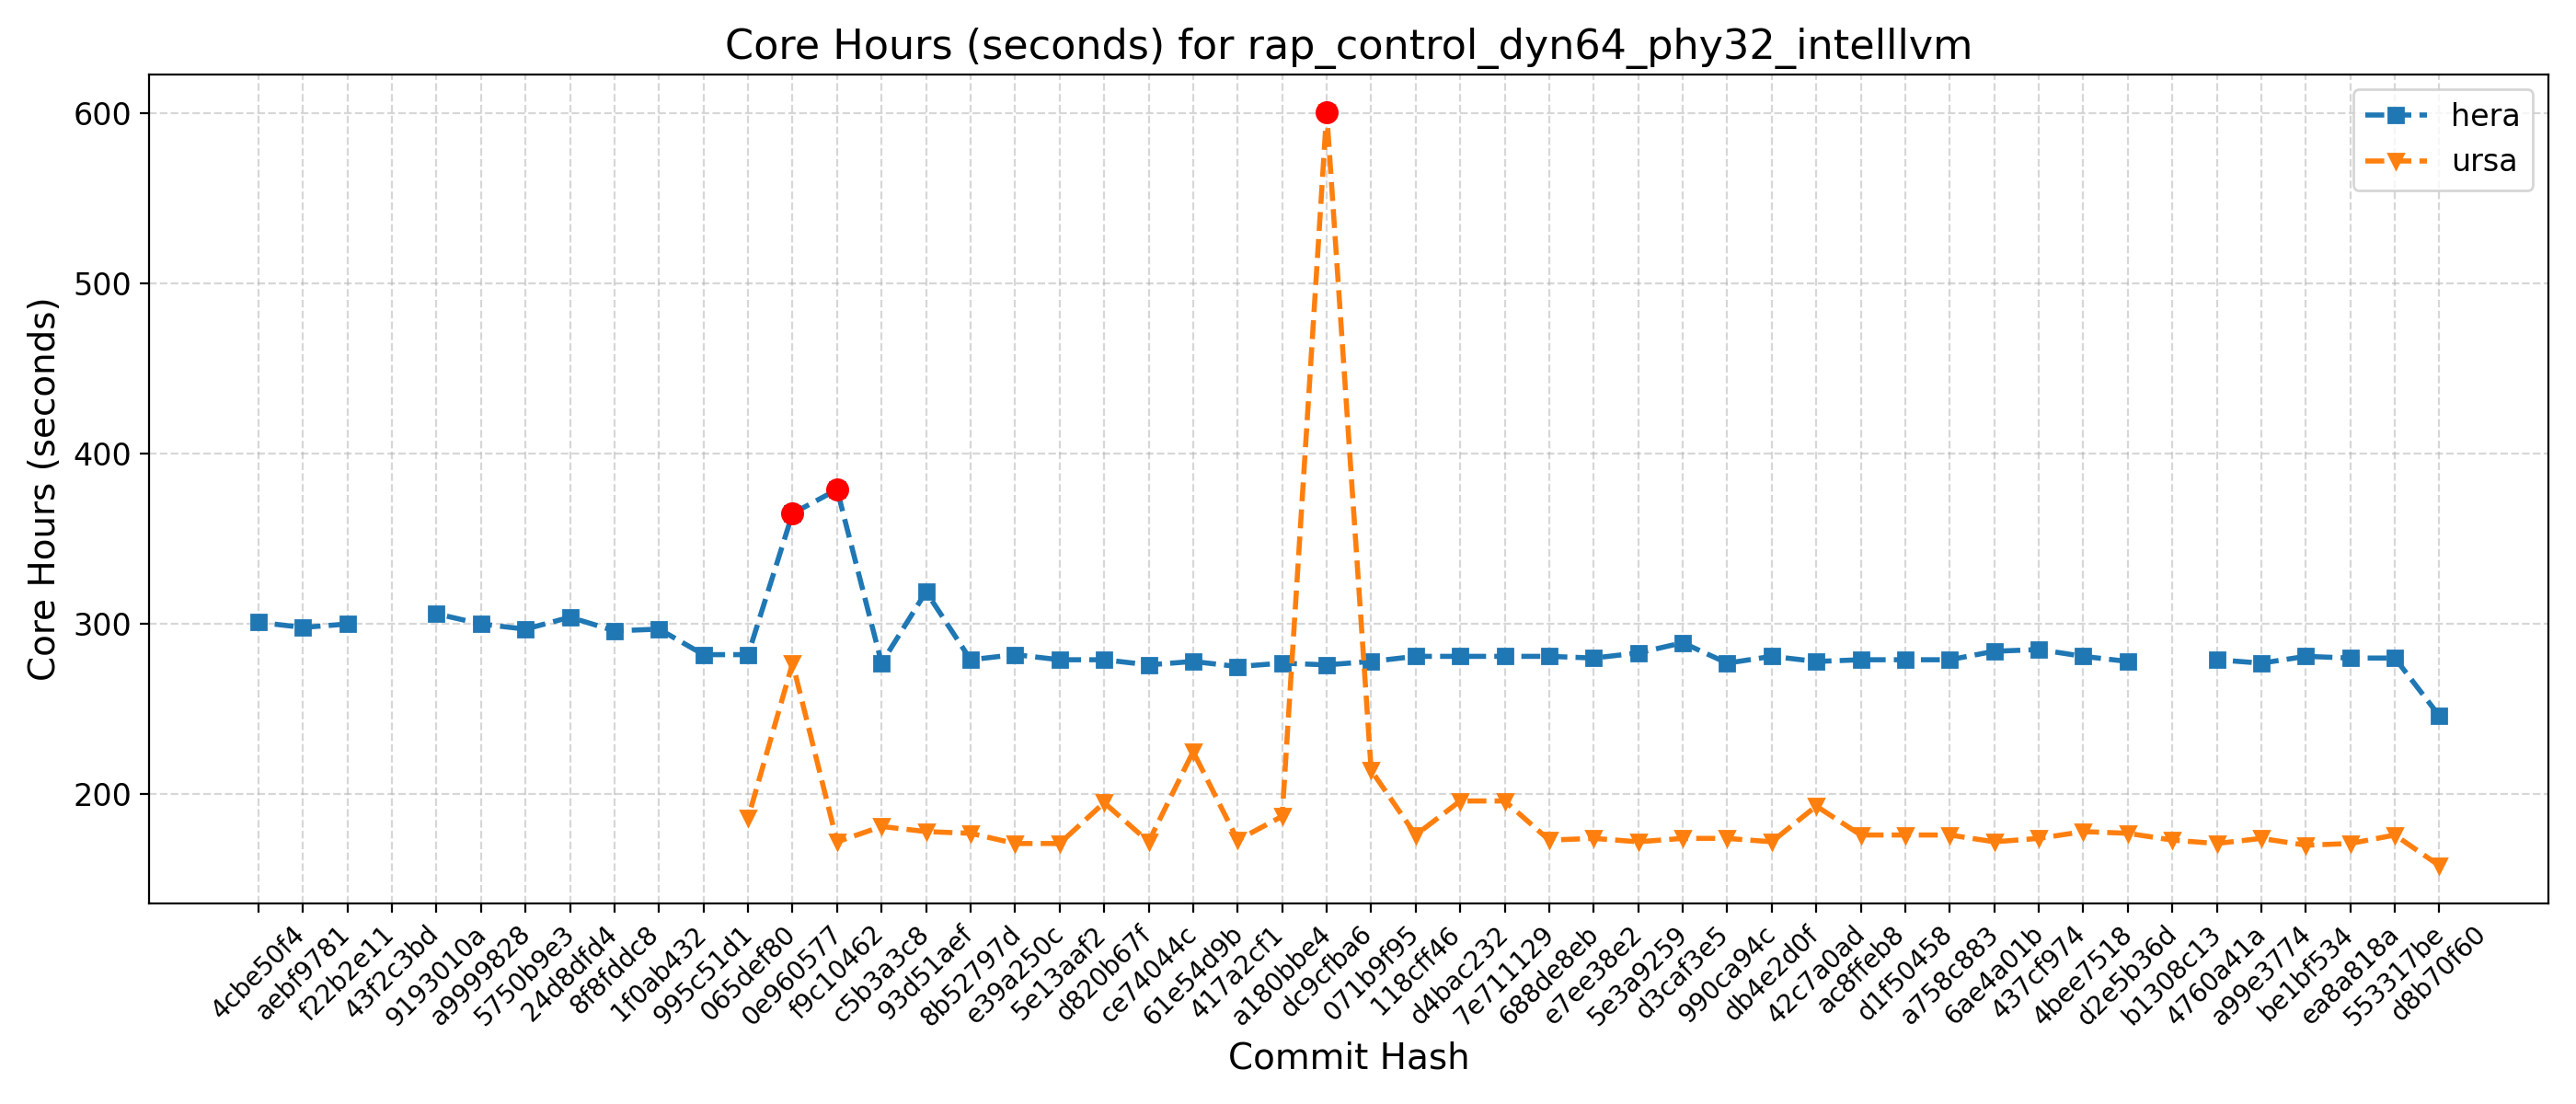 Core Hours (seconds) for rap_control_dyn64_phy32_intelllvm
hera
ursa
Core Hours (seconds)
600
500
400
300
200
4cbe50f4
aebf9781
f22b2e11
43f2c3bd
9193010a
a9999828
5750b9e3
24d8dfd4
8f8fddc8
1f0ab432
995c51d1
065def80
0e960577
f9c10462
c5b3a3c8
93d51aef
8b52797d
e39a250c
5e13aaf2
d820b67f
ce74044c
61e54d9b
417a2cf1
a180bbe4
dc9cfba6
071b9f95
118cff46
d4bac232
7e711129
688de8eb
e7ee38e2
5e3a9259
d3caf3e5
990ca94c
db4e2d0f
42c7a0ad
ac8ffeb8
d1f50458
a758c883
6ae4a01b
437cf974
4bee7518
d2e5b36d
b1308c13
4760a41a
a99e3774
be1bf534
ea8a818a
553317be
d8b70f60
Commit Hash